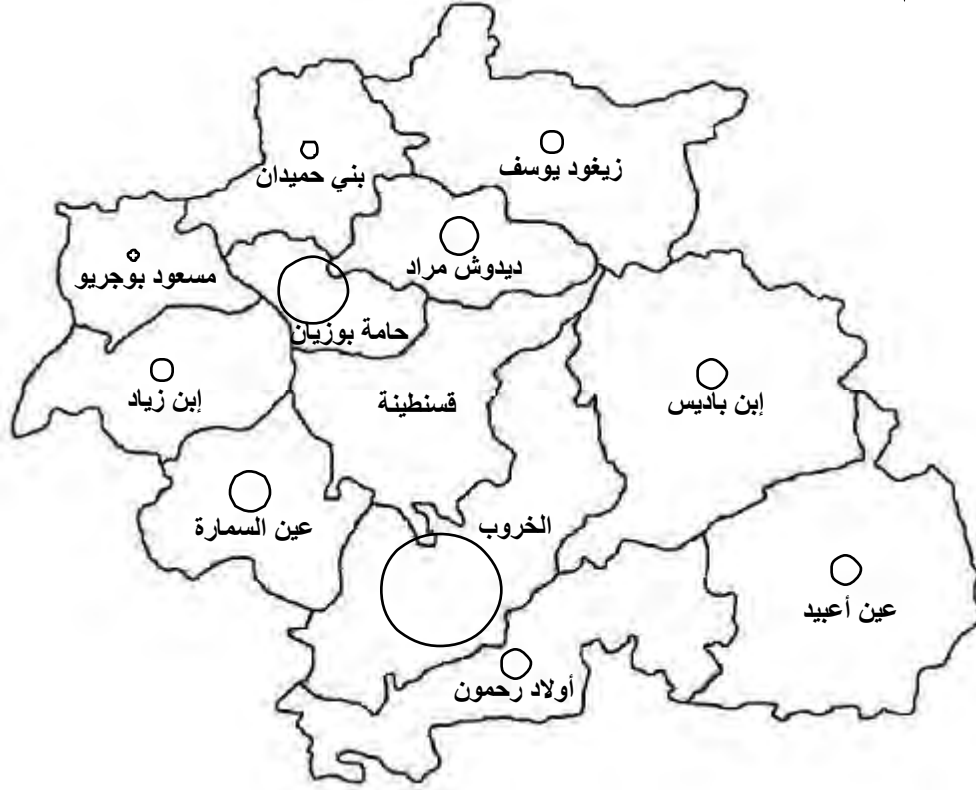 زيغود يوسف
بني حميدان
ديدوش مراد
مسعود بوجريو
حامة بوزيان
إبن زياد
قسنطينة
إبن باديس
عين السمارة
الخروب
عين أعبيد
أولاد رحمون